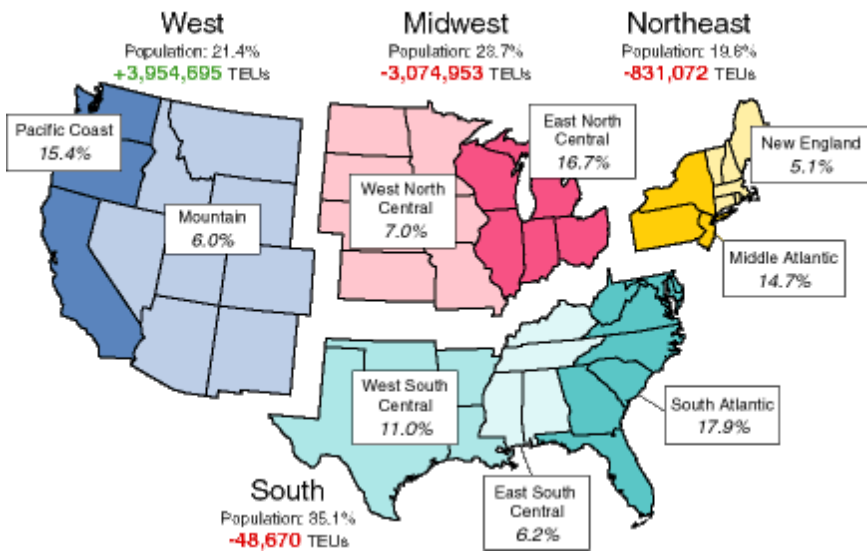 West
Population: 21.4%
+3,954,695 TEUs
Midwest
Population: 23.7%
-3,074,953 TEUs
Northeast
Population: 19.8%
-831,072 TEUs
Pacific Coast
15.4%
Mountain
6.0%
West North
Central
7.0%
East North
Central
16.7%
New England
5.1%
Middle Atlantic
14.7%
West South
Central
11.0%
South Atlantic
17.9%
East South
Central
6.2%
South
Population: 35.1%
-48,670 TEUs